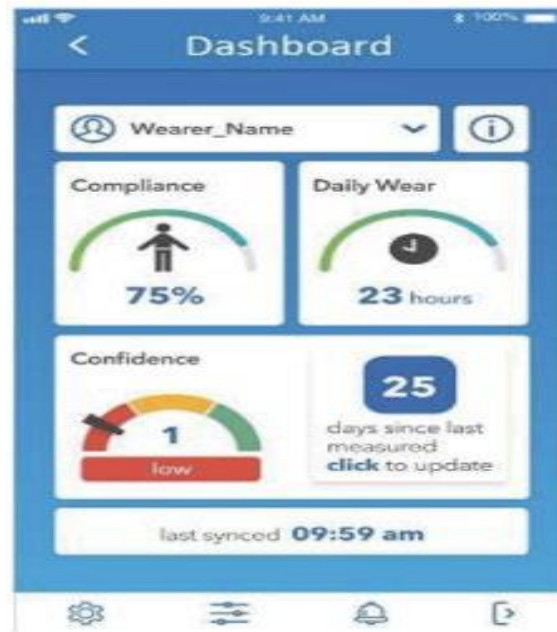 9:41 AM
100%
Dashboard
Wearer_Name
Compliance
75%
Daily Wear
23 hours
Confidence
1
low
25
days since last
measured
click to update
last synced 09:59 am